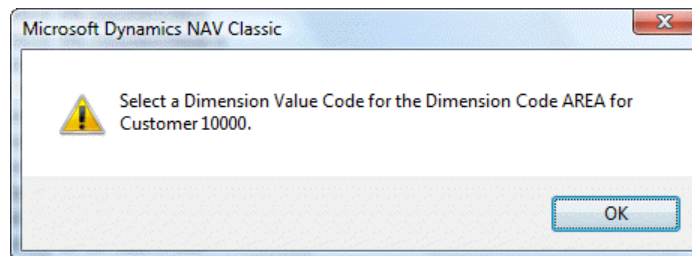 Microsoft Dynamics NAV Classic
Select a Dimension Value Code for the Dimension Code AREA for
Customer 10000.
OK